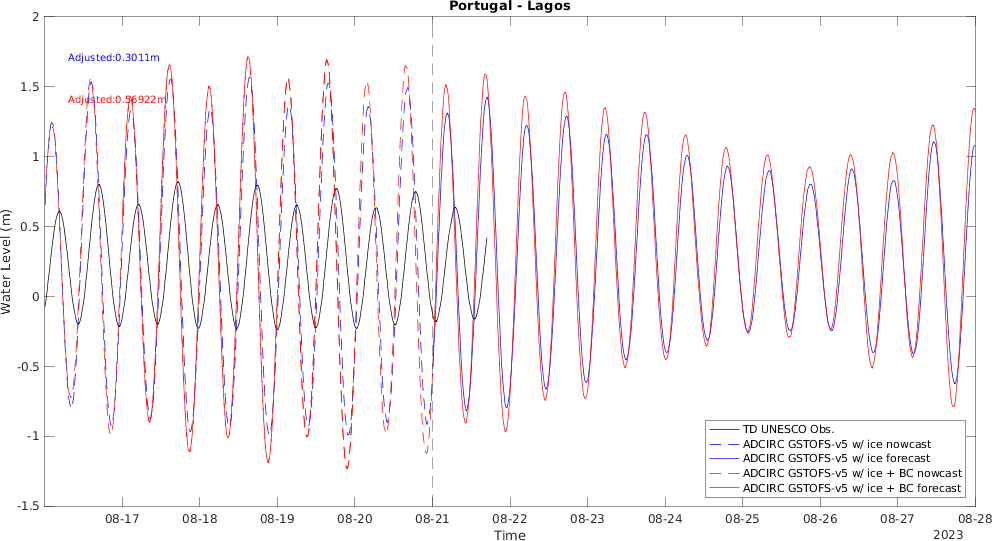 Portugal - Lagos
Adjusted:0.3011m
Adjusted:0.56922m
Water Level (m)
2
1.5
1
0.5
0
-0.5
-1
-1.5
TD UNESCO Obs.
ADCIRC GSTOFS-v5 w/ ice nowcast
ADCIRC GSTOFS-v5 w/ ice forecast
ADCIRC GSTOFS-v5 w/ ice + BC nowcast
ADCIRC GSTOFS-v5 w/ ice + BC forecast
08-17 08-18 08-19 08-20 08-21 08-22 08-23 08-24 08-25 08-26 08-27 08-28
Time
2023